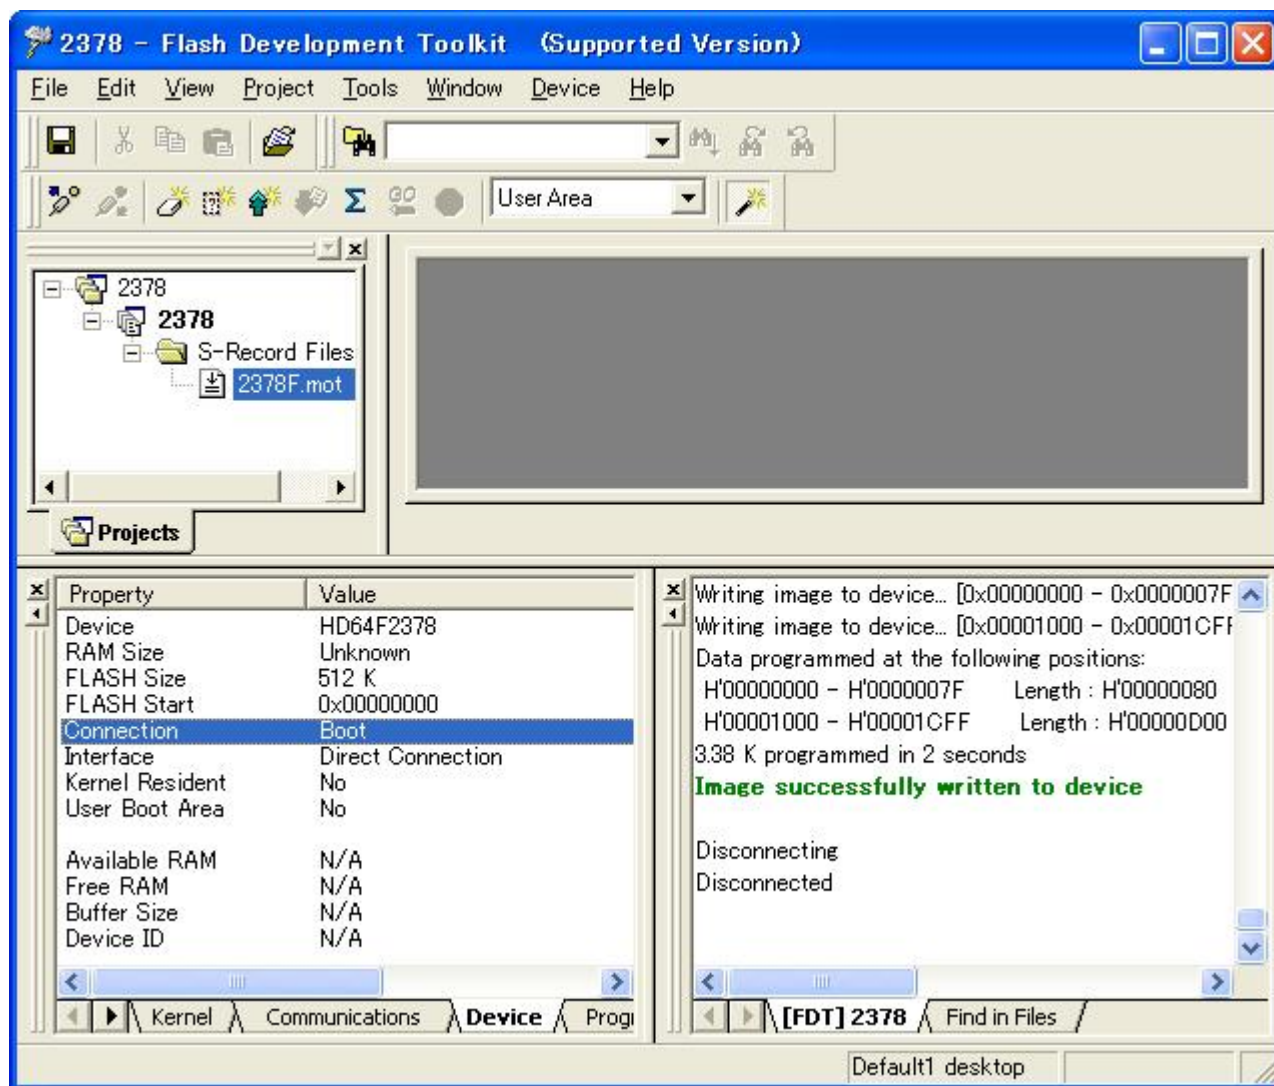 2378 - Flash Development Toolkit (Supported Version)
File Edit View Project Tools Window Device Help
User Area
2378
2378
S-Record Files
2378F.mot
Projects
Property Value
Device HD64F2378
RAM Size Unknown
FLASH Size 512 K
FLASH Start 0x00000000
Connection Boot
Interface Direct Connection
Kernel Resident No
User Boot Area No
Available RAM N/A
Free RAM N/A
Buffer Size N/A
Device ID N/A
Kernel Communications Device Progr
Writing image to device... [0x00000000 - 0x0000007F
Writing image to device... [0x00001000 - 0x00001CFF
Data programmed at the following positions:
H'00000000 - H'0000007F Length : H'00000080
H'00001000 - H'00001CFF Length : H'00000D00
3.38 K programmed in 2 seconds
Image successfully written to device
Disconnecting
Disconnected
[FDT] 2378 Find in Files
Default1 desktop